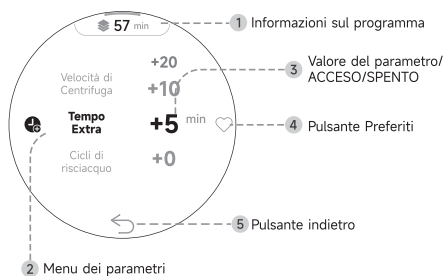 57 min
1 Informazioni sul programma
+20
Velocità di
Centrifuga
+10
3 Valore del parametro/
ACCESO/SPENTO
Tempo
Extra
+5 min
4 Pulsante Preferiti
Cicli di
risciacquo
+0
5 Pulsante indietro
2 Menu dei parametri